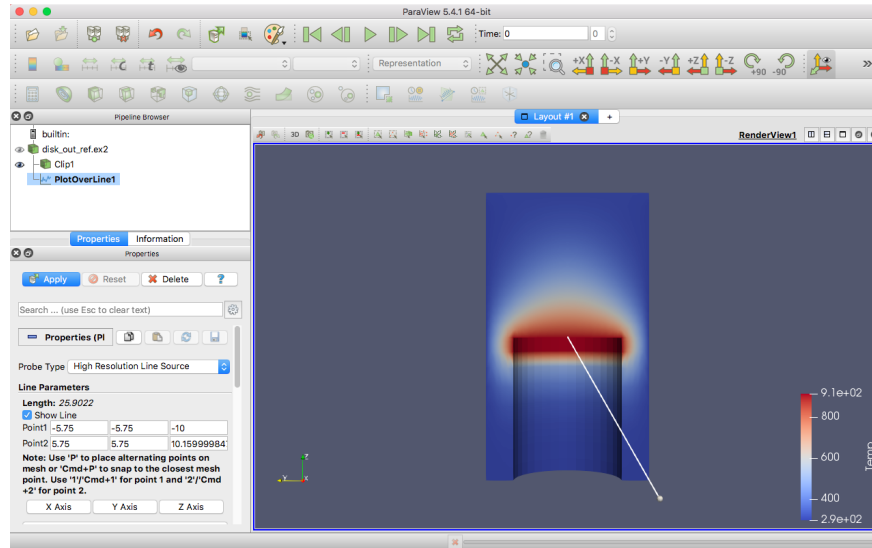 ParaView 5.4.1 64-bit
Time: 0 0
Representation
+X -X +Y -Y +Z -Z +90 -90
Pipeline Browser
builtin:
disk_out_ref.ex2
Clip1
PlotOverLine1
Properties Information
Properties
Apply Reset Delete ?
Search ... (use Esc to clear text)
Properties (Pl
Probe Type High Resolution Line Source
Line Parameters
Length: 25.9022
Show Line
Point1 -5.75 -5.75 -10
Point2 5.75 5.75 10.15999984
Note: Use 'P' to place alternating points on
mesh or 'Cmd+P' to snap to the closest mesh
point. Use '1'/'Cmd+1' for point 1 and '2'/'Cmd
+2' for point 2.
X Axis Y Axis Z Axis
Layout #1 +
3D
RenderView1
Z
Y
X
9.1e+02
800
600
400
2.9e+02
Temp